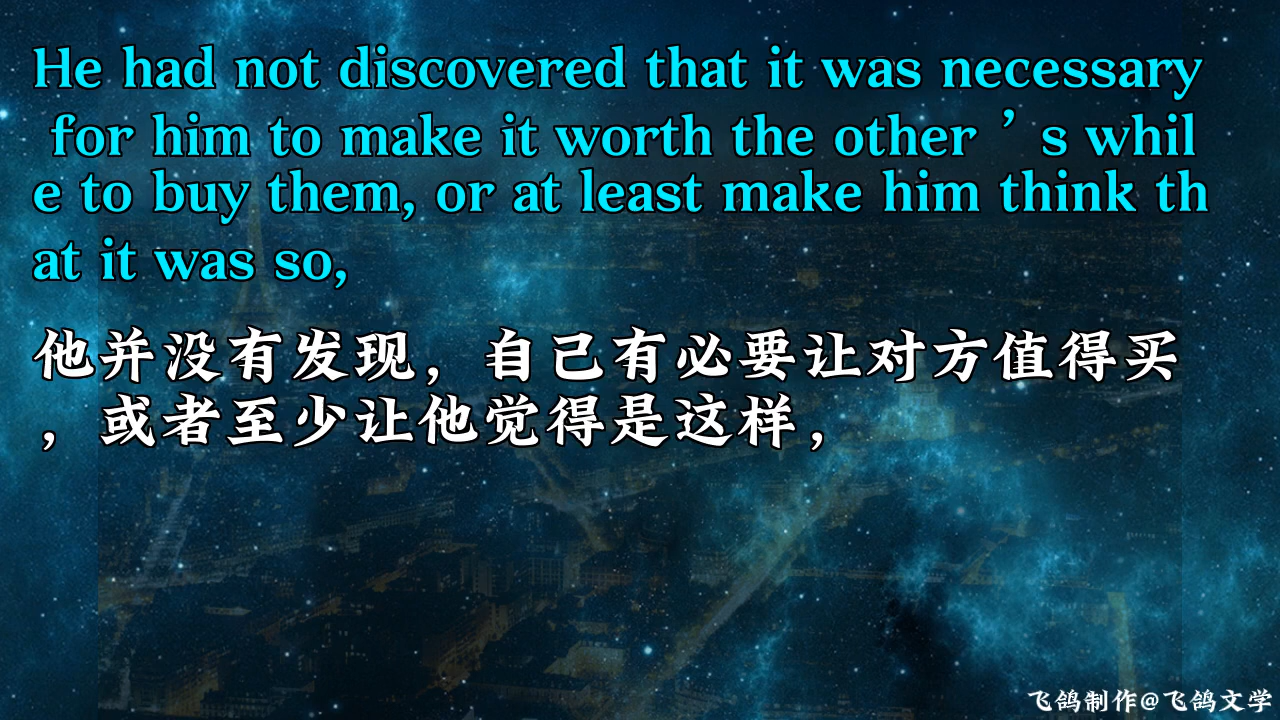 He had not discovered that it was necessary
for him to make it worth the other ’ s whil
e to buy them, or at least make him think th
at it was so,
他并没有发现，自己有必要让对方值得买
，或者至少让他觉得是这样，
飞鸽制作@飞鸽文学